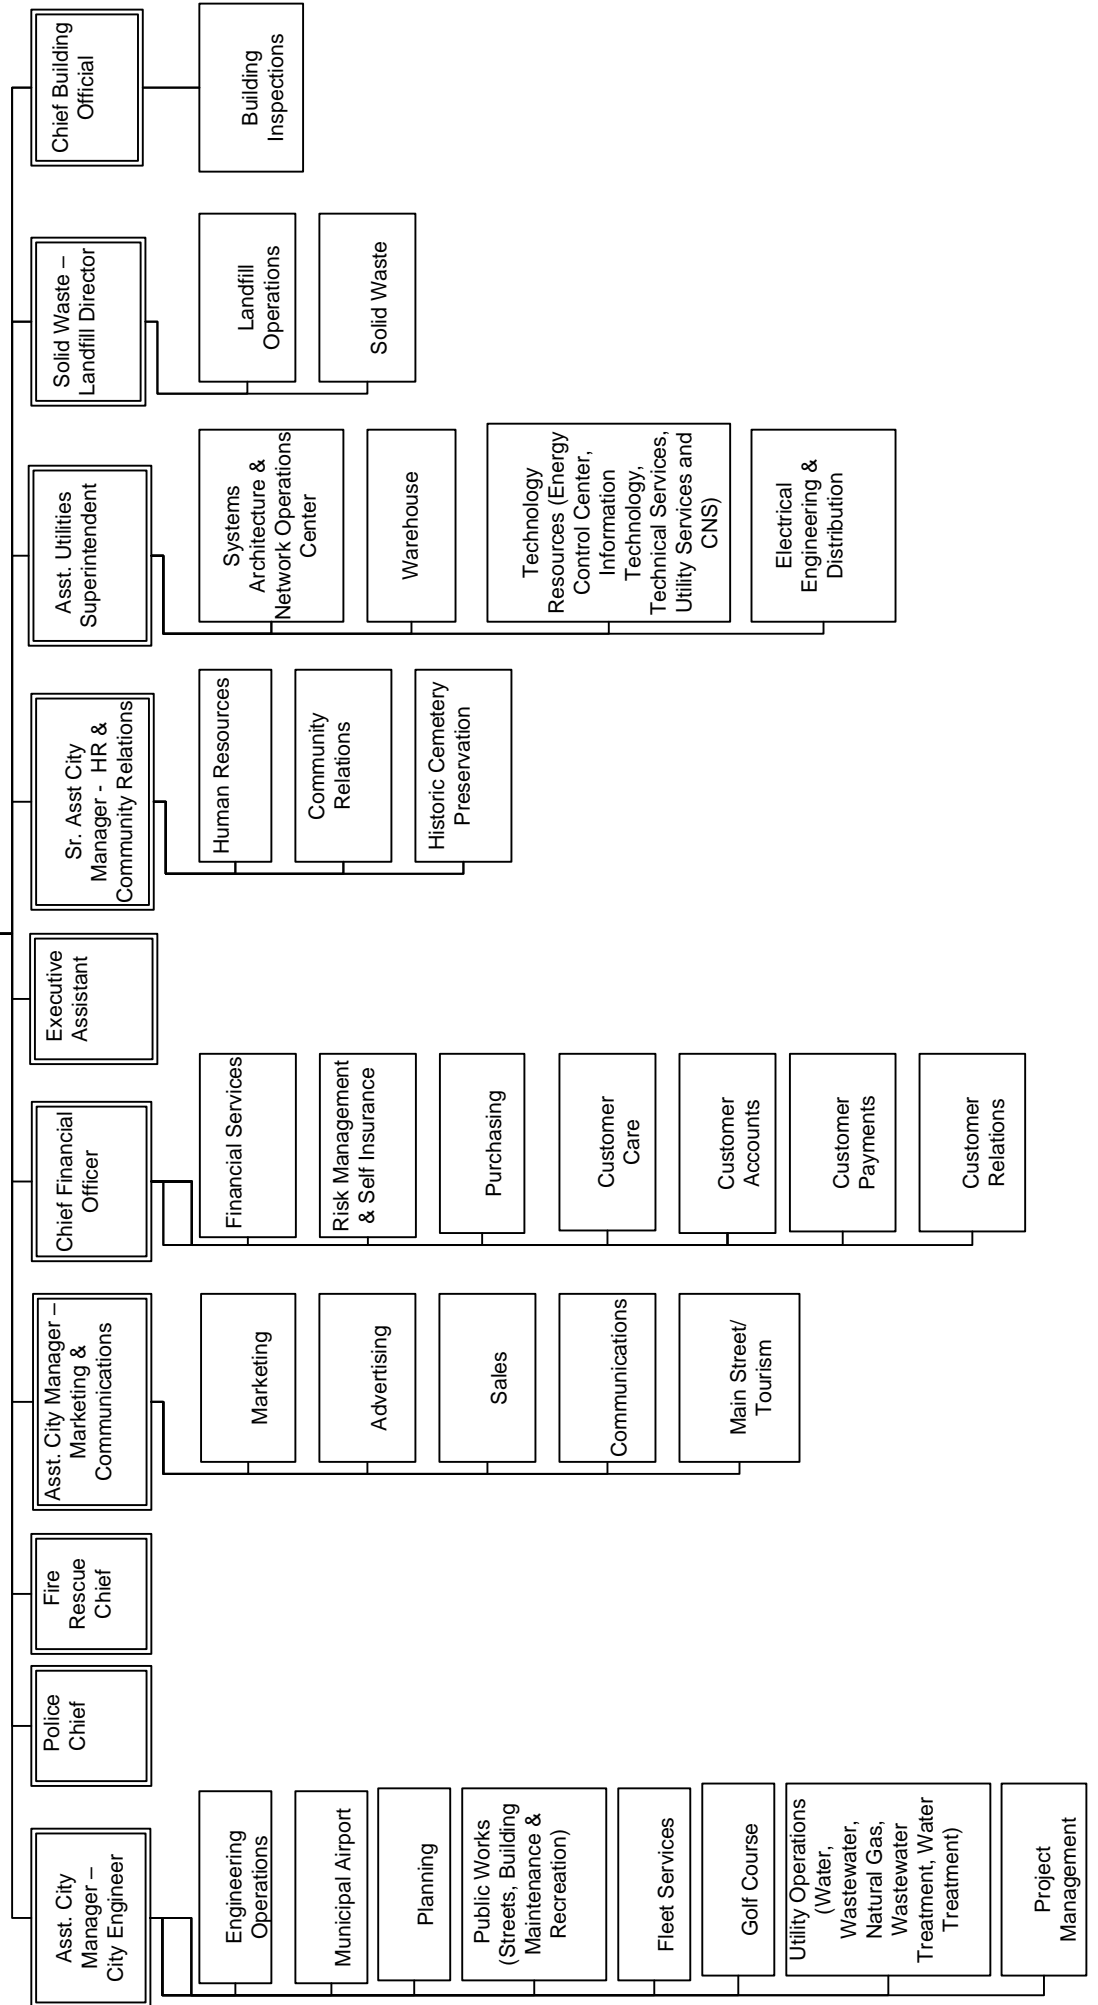 Asst. City
Manager –
City Engineer
Engineering
Operations
Municipal Airport
Planning
Public Works
(Streets, Building
Maintenance &
Recreation)
Fleet Services
Golf Course
Utility Operations
(Water,
Wastewater,
Natural Gas,
Wastewater
Treatment, Water
Treatment)
Project
Management
Police
Chief
Fire
Rescue
Chief
Asst. City Manager –
Marketing &
Communications
Marketing
Advertising
Sales
Communications
Main Street/
Tourism
Chief Financial
Officer
Financial Services
Risk Management
& Self Insurance
Purchasing
Customer
Care
Customer
Accounts
Customer
Payments
Customer
Relations
Executive
Assistant
Sr. Asst City
Manager - HR &
Community Relations
Human Resources
Community
Relations
Historic Cemetery
Preservation
Asst. Utilities
Superintendent
Systems
Architecture &
Network Operations
Center
Warehouse
Technology
Resources (Energy
Control Center,
Information
Technology,
Technical Services,
Utility Services and
CNS)
Electrical
Engineering &
Distribution
Solid Waste –
Landfill Director
Landfill
Operations
Solid Waste
Chief Building
Official
Building
Inspections